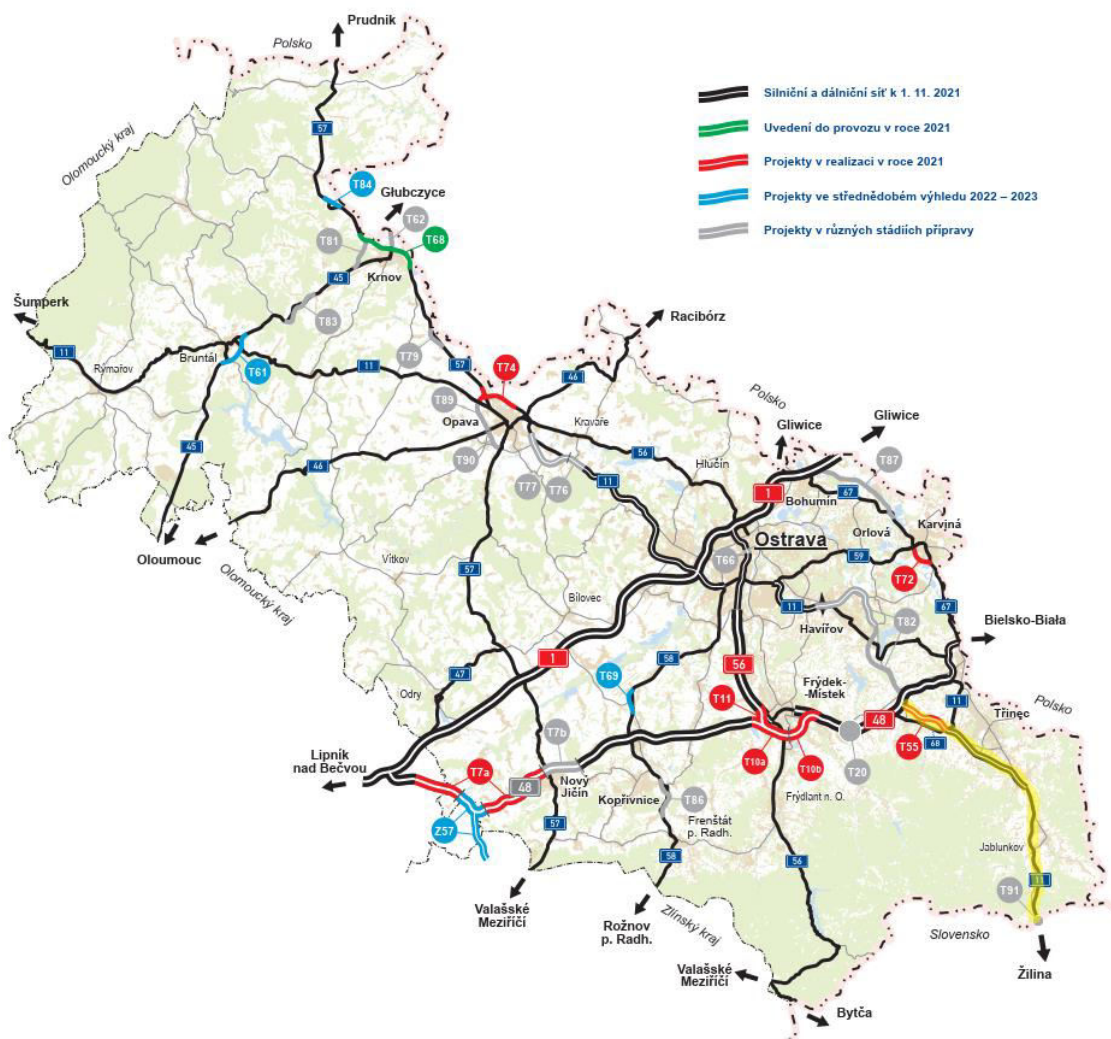 Prudnik
Polsko
Silniční a dálniční síť k 1. 11. 2021
Uvedení do provozu v roce 2021
Projekty v realizaci v roce 2021
Projekty ve střednědobém výhledu 2022 – 2023
Projekty v různých stádiích přípravy
57
Olomoucký kraj
T84
Głubczyce
T62
T81
T68
45
Krnov
Šumperk
T83
Racibórz
11
Rýmařov
Bruntál
T61
T79
57
11
T74
46
Polsko
T89
Opava
Kravaře
Gliwice
Gliwice
45
46
T90
T77
T76
56
Hlučín
11
T87
1
67
Bohumín
Karviná
Orlová
Ostrava
Oloumouc
Olomoucký kraj
Vítkov
57
T66
59
T72
Bílovec
11
Havířov
T82
67
Bielsko-Biała
1
58
56
47
Odry
T69
Frýdek-
-Místek
T11
48
11
Polsko
Třinec
T55
68
Lipník
nad Bečvou
T7b
T7a
48
Nový
Jičín
T10a
T10b
T20
Frýdlant n. O.
Kopřivnice
T86
Frenštát
p. Radh.
Z57
57
58
56
Jablunkov
11
T91
Valašské
Meziříčí
Rožnov
p. Radh.
Zlínský kraj
Slovensko
Žilina
Valašské
Meziříčí
Bytča